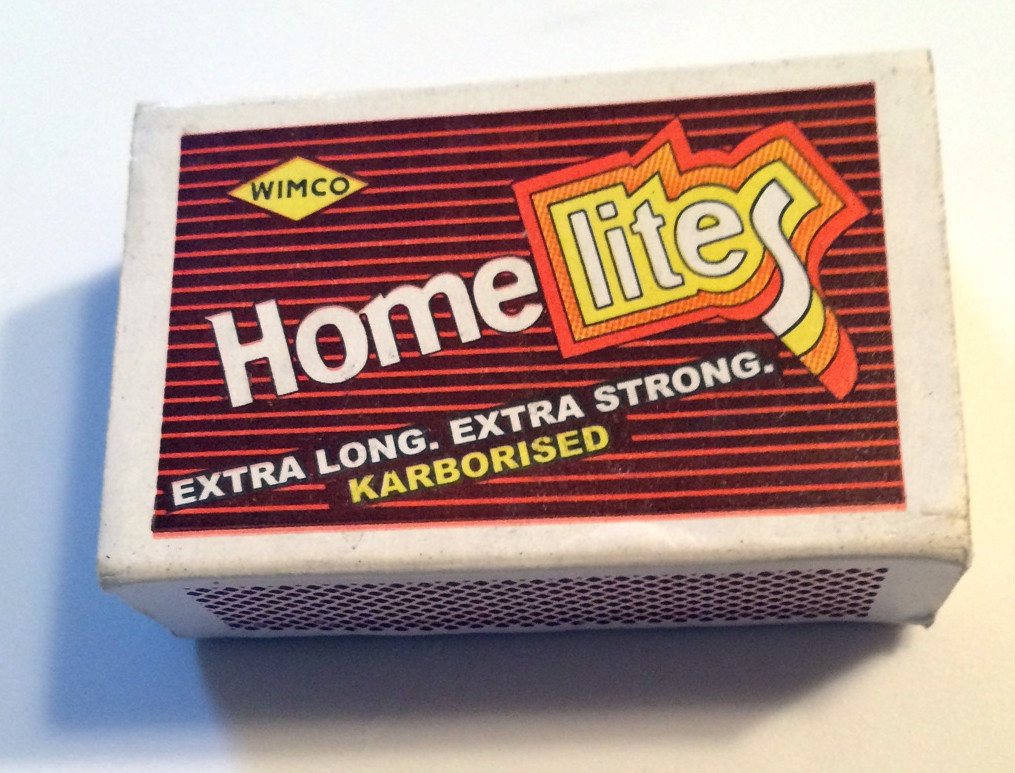 WIMCO
Home lites
EXTRA LONG. EXTRA STRONG.
KARBORISED